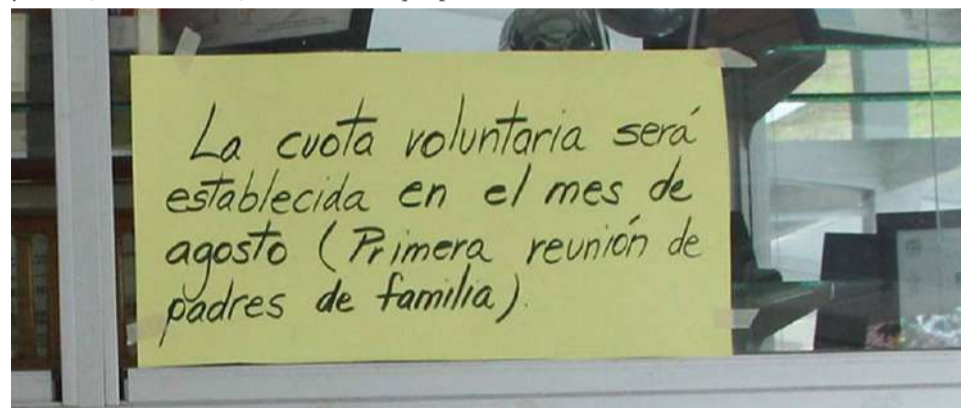 La cuota voluntaria será
establecida en el mes de
agosto (Primera reunión de
padres de familia).